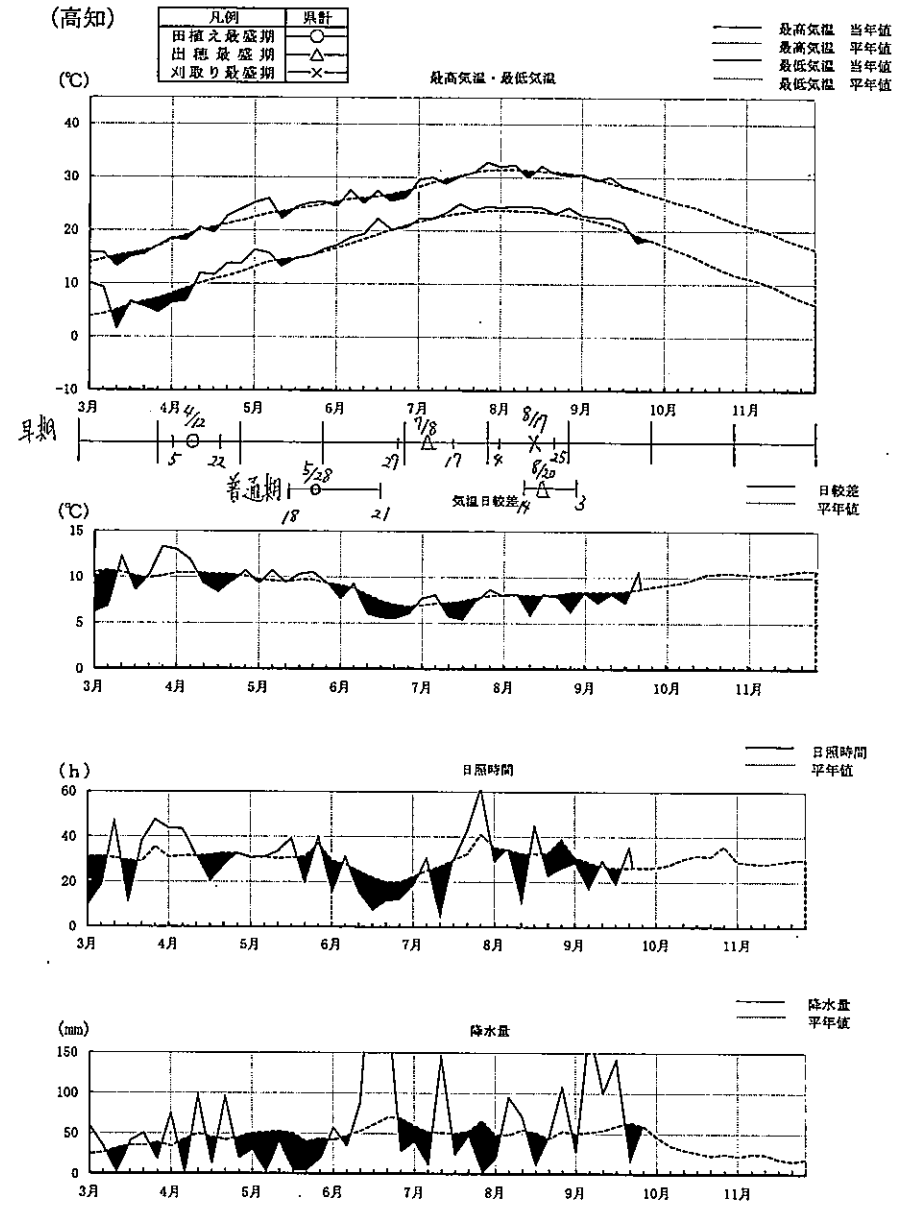 (高知)
凡例 県計
田植え最盛期
出穂最盛期
刈取り最盛期
最高気温 当年値
最高気温 平年値
最低気温 当年値
最低気温 平年値
(℃)
最高気温・最低気温
45
40
30
20
10
0
-10
3月 4月 5月 6月 7月 8月 9月 10月 11月
早期
4/12 7/8 8/17
5 22 27 17 4 25
普通期
5/28 8/20
18 21 14 3
気温日較差
日較差
平年値
(℃)
15
10
5
0
3月 4月 5月 6月 7月 8月 9月 10月 11月
日照時間
平年値
(h)
日照時間
60
40
20
0
3月 4月 5月 6月 7月 8月 9月 10月 11月
降水量
平年値
(mm)
降水量
150
100
50
0
3月 4月 5月 6月 7月 8月 9月 10月 11月